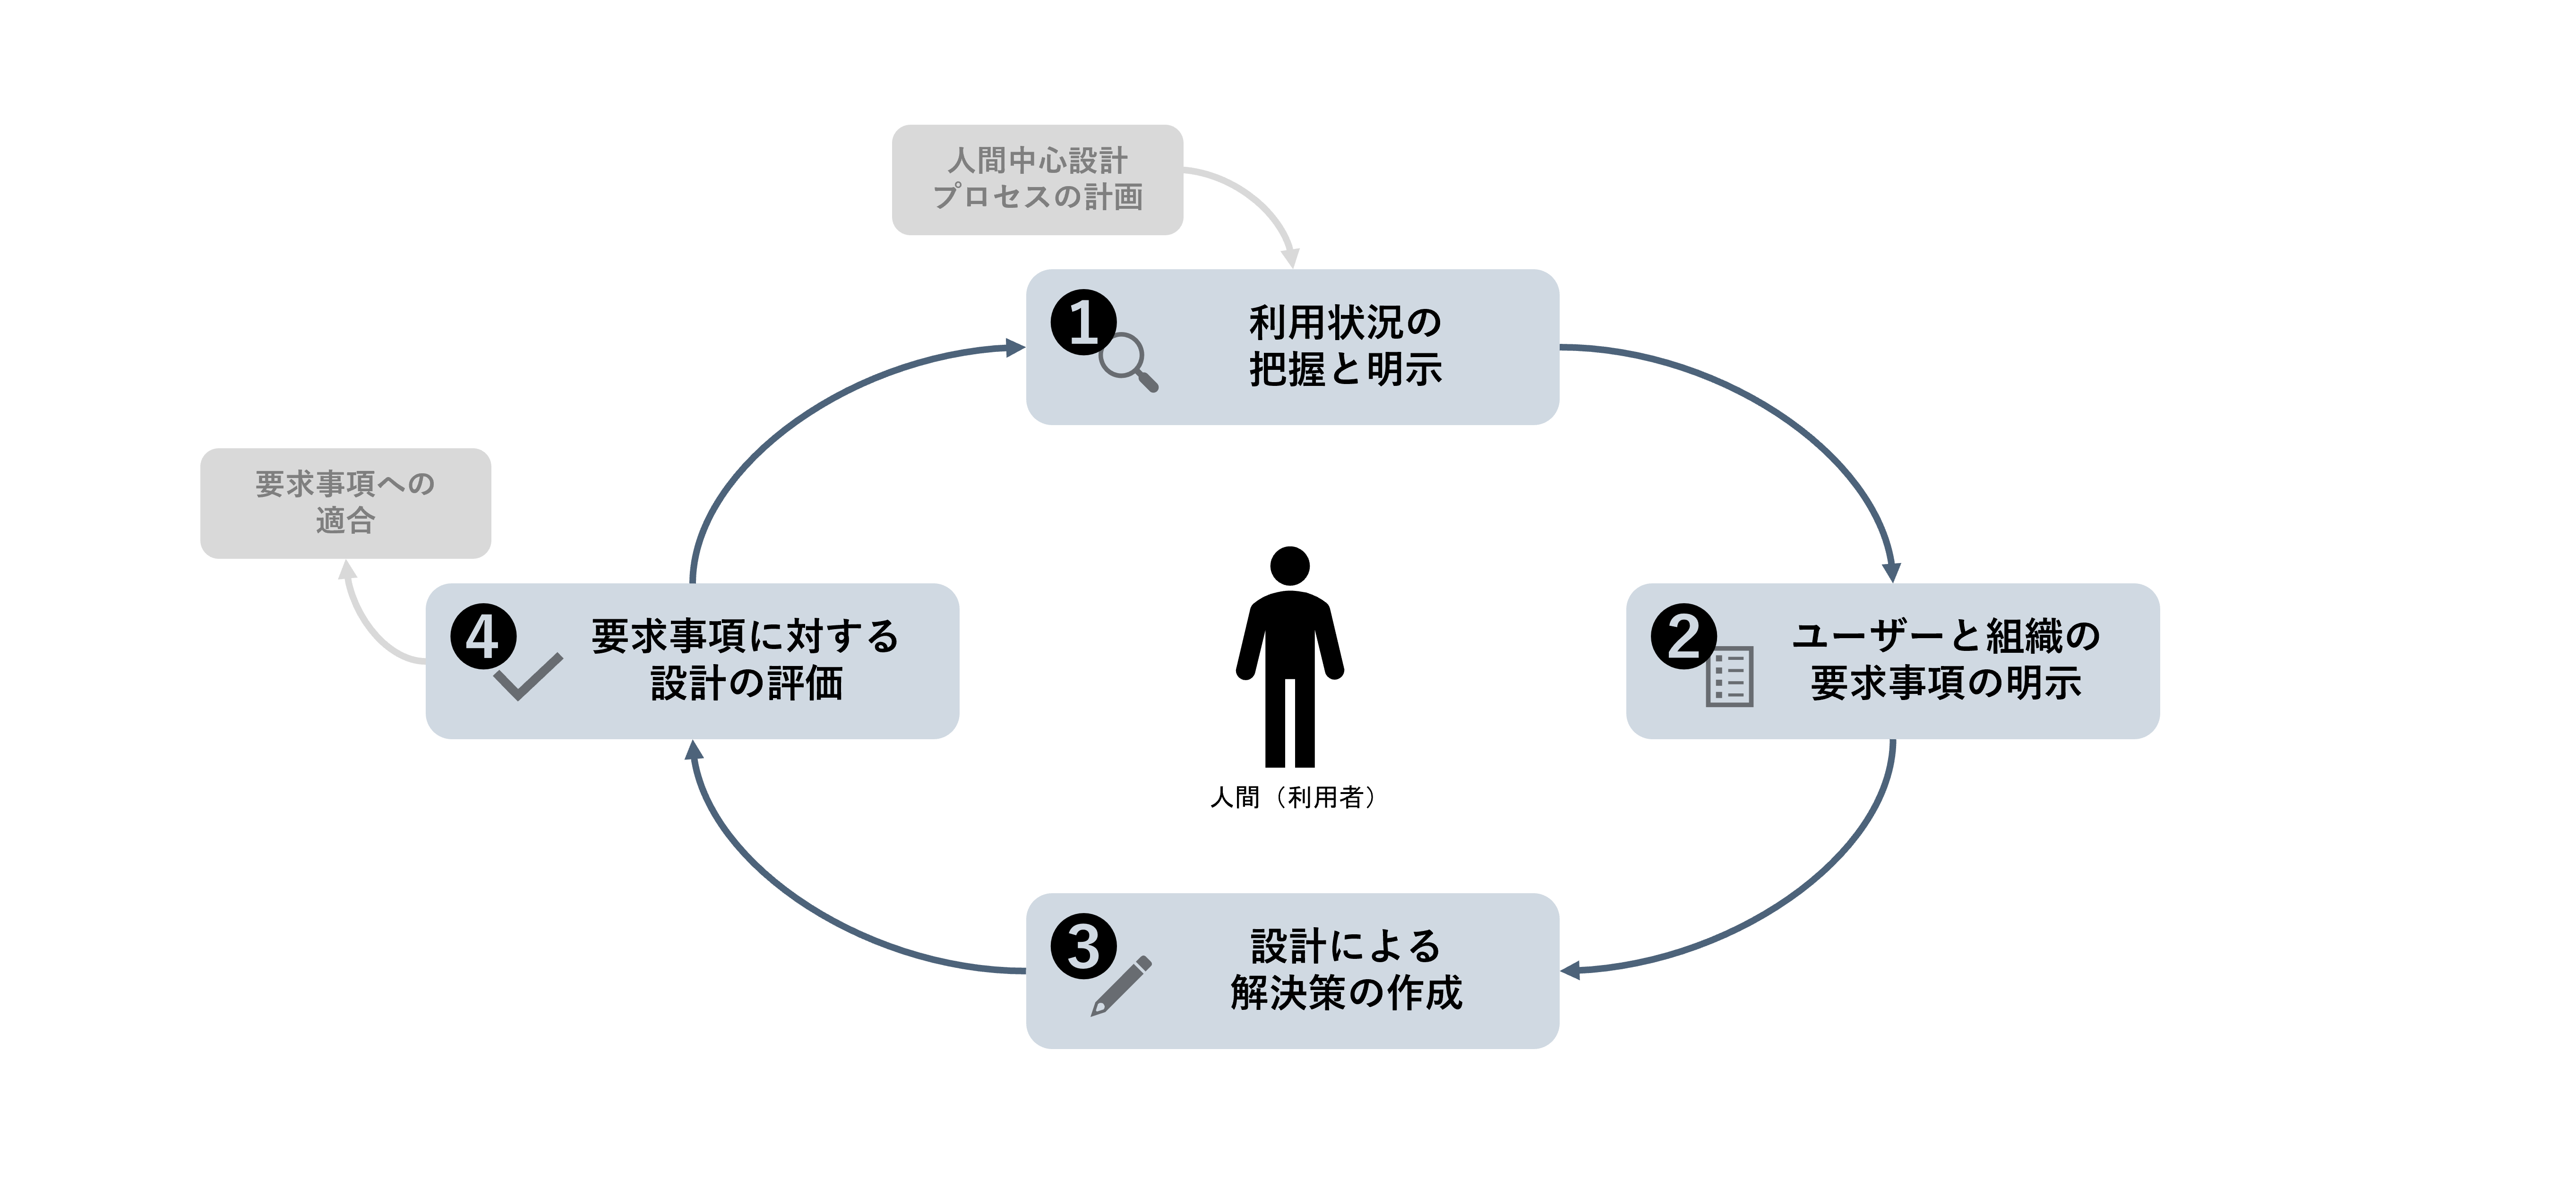 人間中心設計
プロセスの計画
1
利用状況の
把握と明示
要求事項への
適合
4
要求事項に対する
設計の評価
2
ユーザーと組織の
要求事項の明示
人間（利用者）
3
設計による
解決策の作成